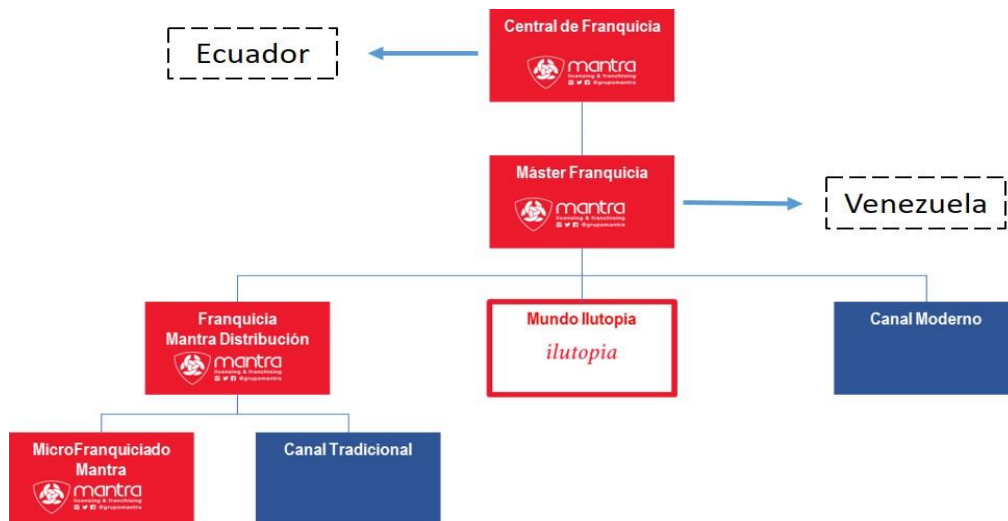 Central de Franquicia
mantra
licensing & franchising
@grupomantra
Ecuador
Máster Franquicia
mantra
licensing & franchising
@grupomantra
Venezuela
Franquicia
Mantra Distribución
mantra
licensing & franchising
@grupomantra
Mundo Ilutopia
ilutopia
Canal Moderno
MicroFranquiciado
Mantra
mantra
licensing & franchising
@grupomantra
Canal Tradicional